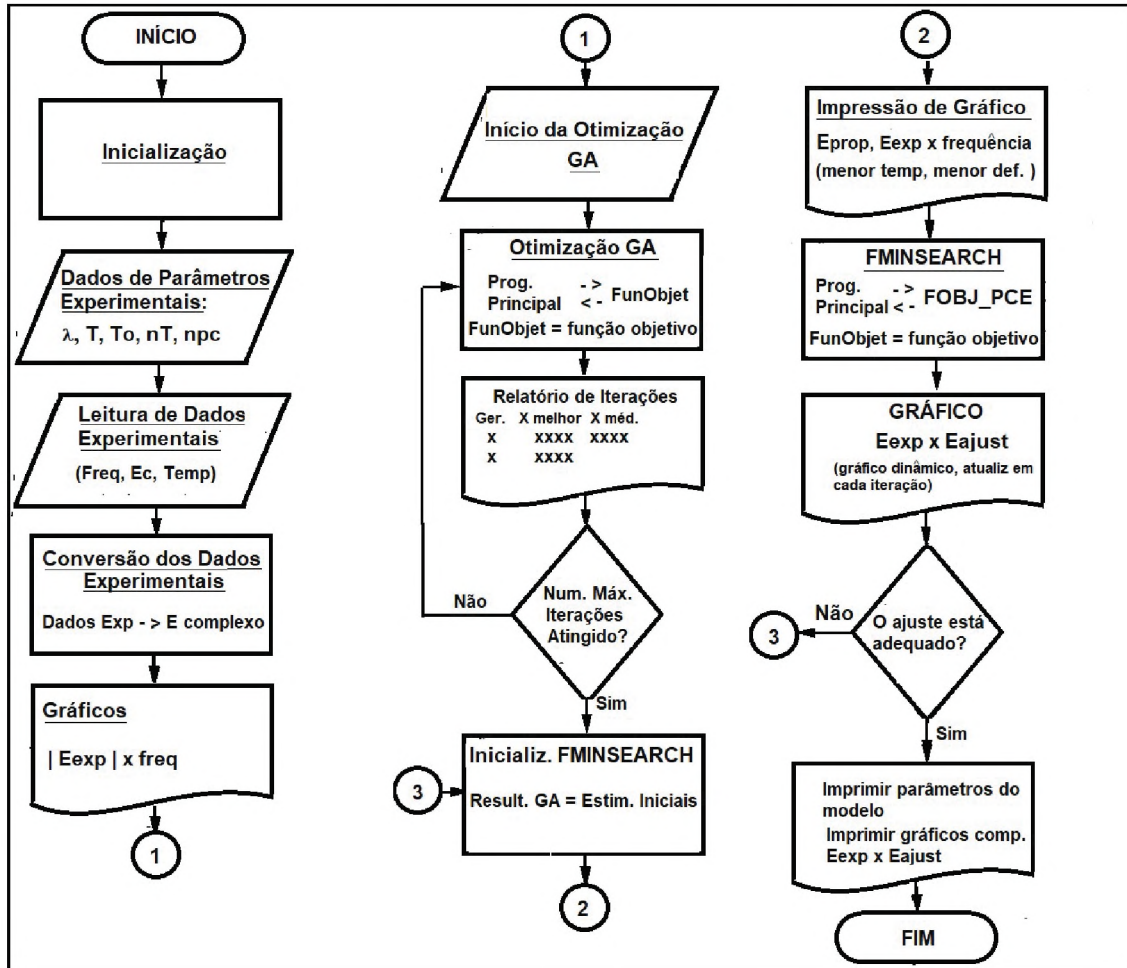 INÍCIO
Inicialização
Dados de Parâmetros
Experimentais:
λ, T, To, nT, npc
Leitura de Dados
Experimentais
(Freq, Ec, Temp)
Conversão dos Dados
Experimentais
Dados Exp - > E complexo
Gráficos
| Eexp | x freq
1
1
Início da Otimização
GA
Otimização GA
Prog. - >
Principal < - FunObjet
FunObjet = função objetivo
Relatório de Iterações
Ger. X melhor X méd.
x xxxx xxxx
x xxxx
Não
Num. Máx.
Iterações
Atingido?
Sim
Inicializ. FMINSEARCH
3
Result. GA = Estim. Iniciais
2
2
Impressão de Gráfico
Eprop, Eexp x frequência
(menor temp, menor def. )
FMINSEARCH
Prog. - >
Principal < - FOBJ_PCE
FunObjet = função objetivo
GRÁFICO
Eexp x Eajust
(gráfico dinâmico, atualiz em
cada iteração)
Não
3
O ajuste está
adequado?
Sim
Imprimir parâmetros do
modelo
Imprimir gráficos comp.
Eexp x Eajust
FIM